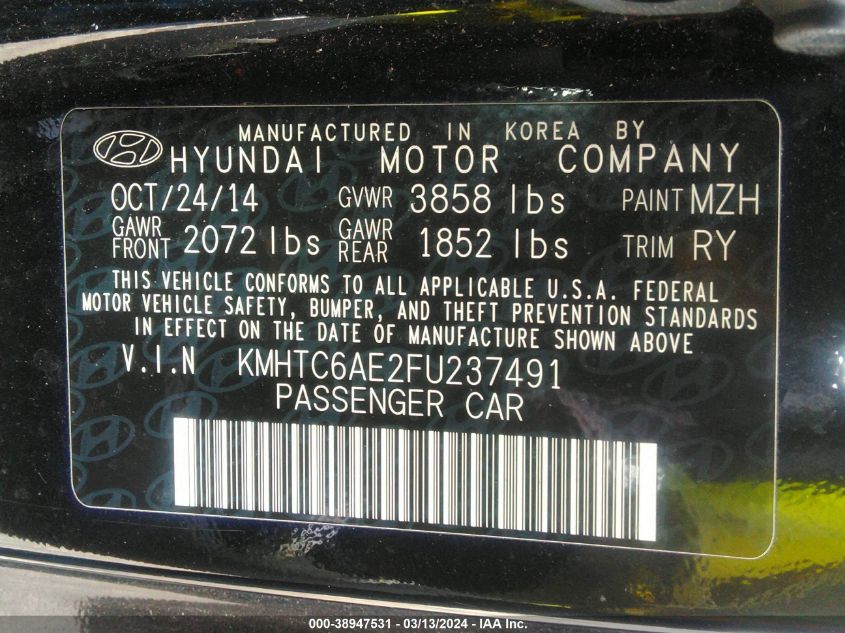 MANUFACTURED IN KOREA BY
HYUNDAI MOTOR COMPANY
OCT/24/14 GVWR 3858 lbs PAINT MZH
GAWR FRONT 2072 lbs GAWR REAR 1852 lbs TRIM RY
THIS VEHICLE CONFORMS TO ALL APPLICABLE U.S.A. FEDERAL
MOTOR VEHICLE SAFETY, BUMPER, AND THEFT PREVENTION STANDARDS
IN EFFECT ON THE DATE OF MANUFACTURE SHOWN ABOVE
V.I.N KMHTC6AE2FU237491
PASSENGER CAR
000-38947531 - 03/13/2024 - IAA Inc.